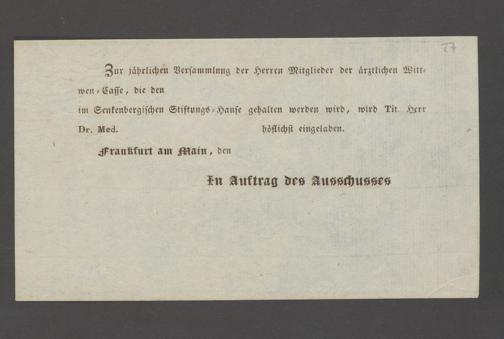 27
Zur jährlichen Versammlung der Herren Mitglieder der ärztlichen Witt-
wen-Casse, die den
im Senkenbergischen Stiftungs-Hause gehalten werden wird, wird Tit. Herr
Dr. Med. höflichst eingeladen.
Frankfurt am Main, den
In Auftrag des Ausschusses